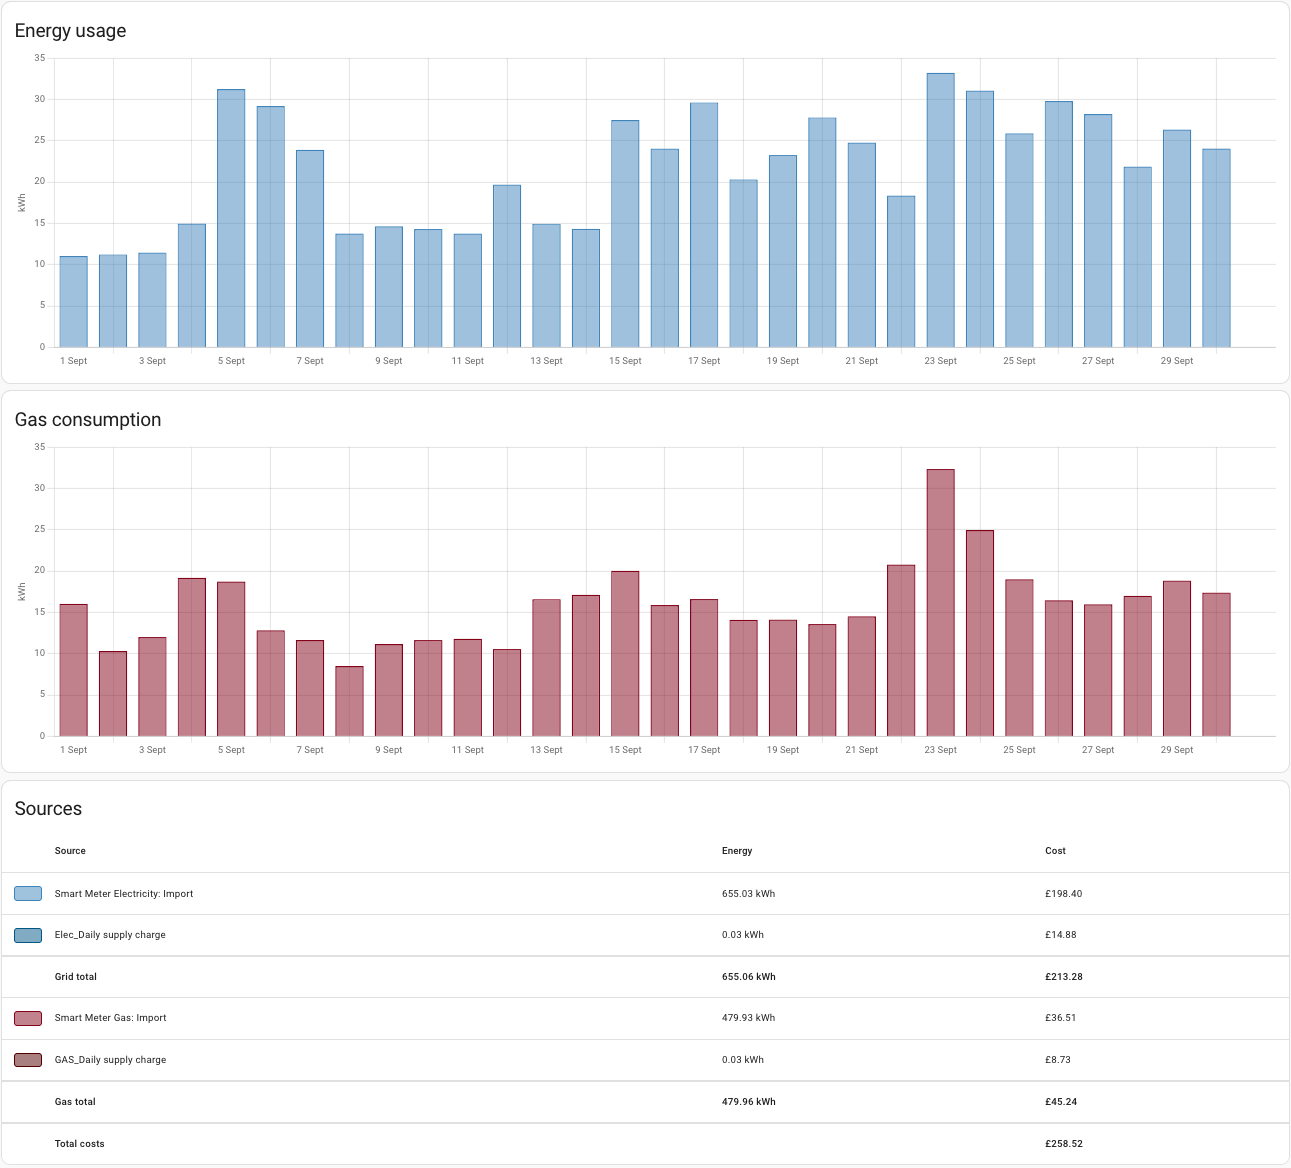 Energy usage
35
30
25
20
15
10
5
0
kWh
1 Sept 3 Sept 5 Sept 7 Sept 9 Sept 11 Sept 13 Sept 15 Sept 17 Sept 19 Sept 21 Sept 23 Sept 25 Sept 27 Sept 29 Sept
Gas consumption
35
30
25
20
15
10
5
0
kWh
1 Sept 3 Sept 5 Sept 7 Sept 9 Sept 11 Sept 13 Sept 15 Sept 17 Sept 19 Sept 21 Sept 23 Sept 25 Sept 27 Sept 29 Sept
Sources
Source Energy Cost
Smart Meter Electricity: Import 655.03 kWh £198.40
Elec_Daily supply charge 0.03 kWh £14.88
Grid total 655.06 kWh £213.28
Smart Meter Gas: Import 479.93 kWh £36.51
GAS_Daily supply charge 0.03 kWh £8.73
Gas total 479.96 kWh £45.24
Total costs £258.52